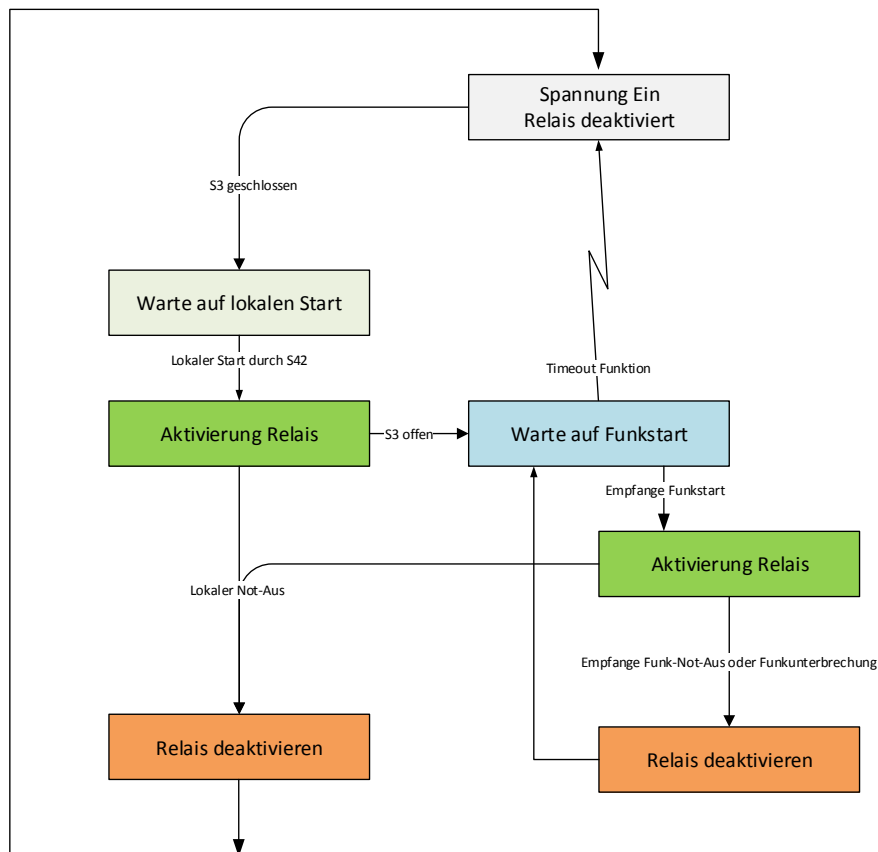 Spannung Ein
Relais deaktiviert
S3 geschlossen
Warte auf lokalen Start
Lokaler Start durch S42
Timeout Funktion
Aktivierung Relais
S3 offen
Warte auf Funkstart
Empfange Funkstart
Aktivierung Relais
Lokaler Not-Aus
Empfange Funk-Not-Aus oder Funkunterbrechung
Relais deaktivieren
Relais deaktivieren